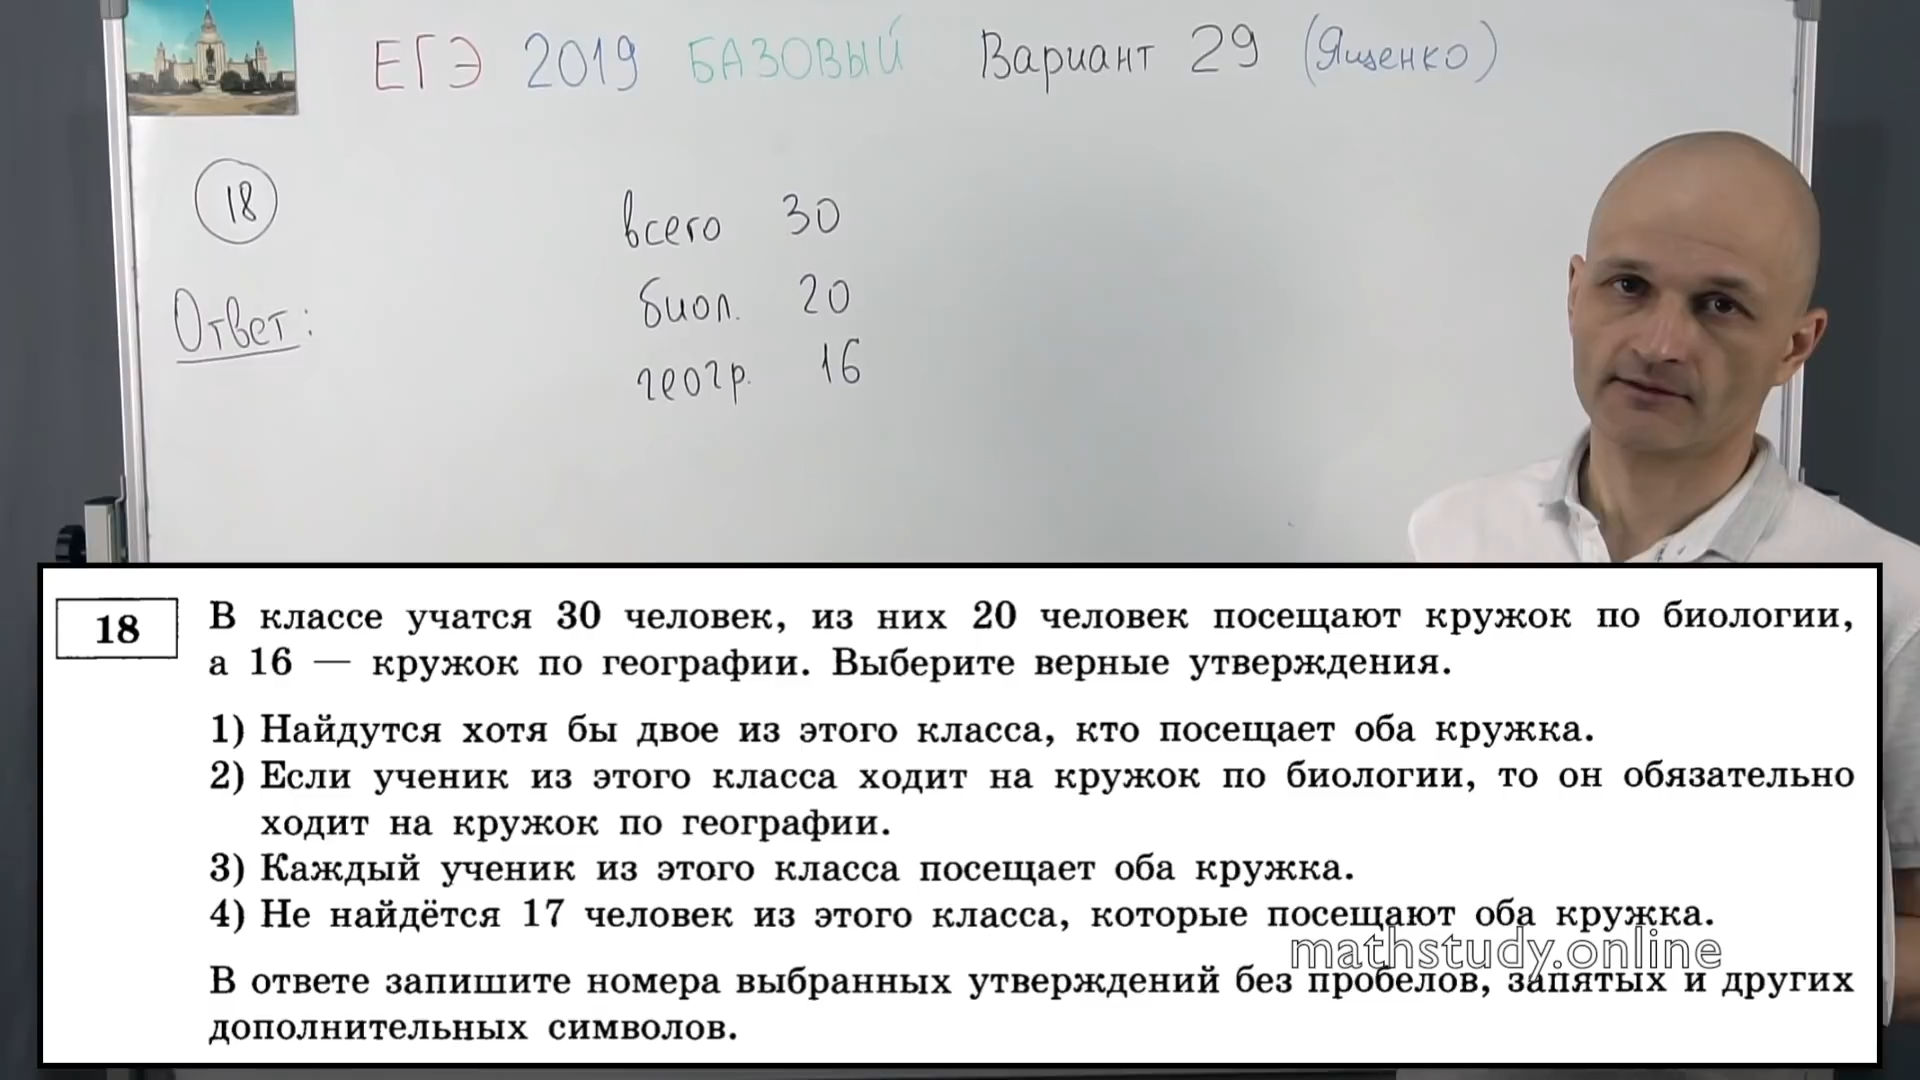 ЕГЭ 2019 БАЗОВЫЙ Вариант 29 (Ященко)
18
всего 30
биол. 20
Ответ:
геогр. 16
18
В классе учатся 30 человек, из них 20 человек посещают кружок по биологии,
а 16 — кружок по географии. Выберите верные утверждения.
1) Найдутся хотя бы двое из этого класса, кто посещает оба кружка.
2) Если ученик из этого класса ходит на кружок по биологии, то он обязательно
ходит на кружок по географии.
3) Каждый ученик из этого класса посещает оба кружка.
4) Не найдётся 17 человек из этого класса, которые посещают оба кружка.
mathstudy.online
В ответе запишите номера выбранных утверждений без пробелов, запятых и других
дополнительных символов.